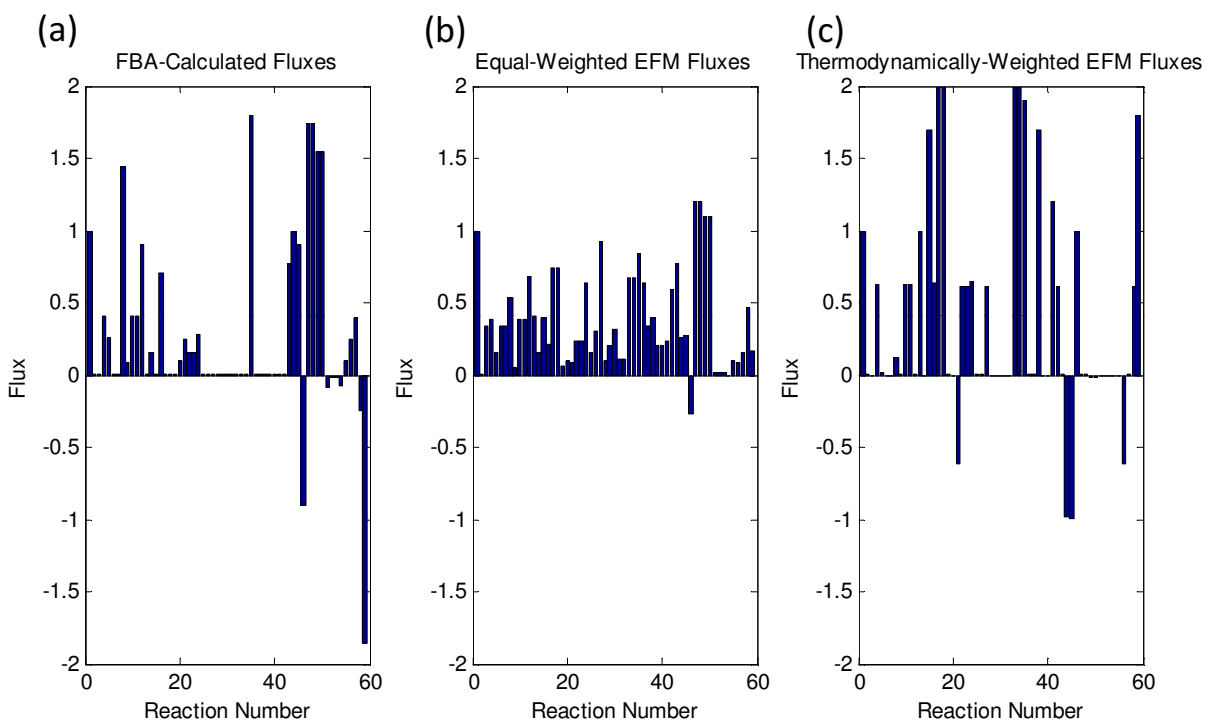 (a)
FBA-Calculated Fluxes
2
1.5
1
0.5
0
-0.5
-1
-1.5
-2
0 20 40 60
Flux
Reaction Number
(b)
Equal-Weighted EFM Fluxes
2
1.5
1
0.5
0
-0.5
-1
-1.5
-2
0 20 40 60
Flux
Reaction Number
(c)
Thermodynamically-Weighted EFM Fluxes
2
1.5
1
0.5
0
-0.5
-1
-1.5
-2
0 20 40 60
Flux
Reaction Number